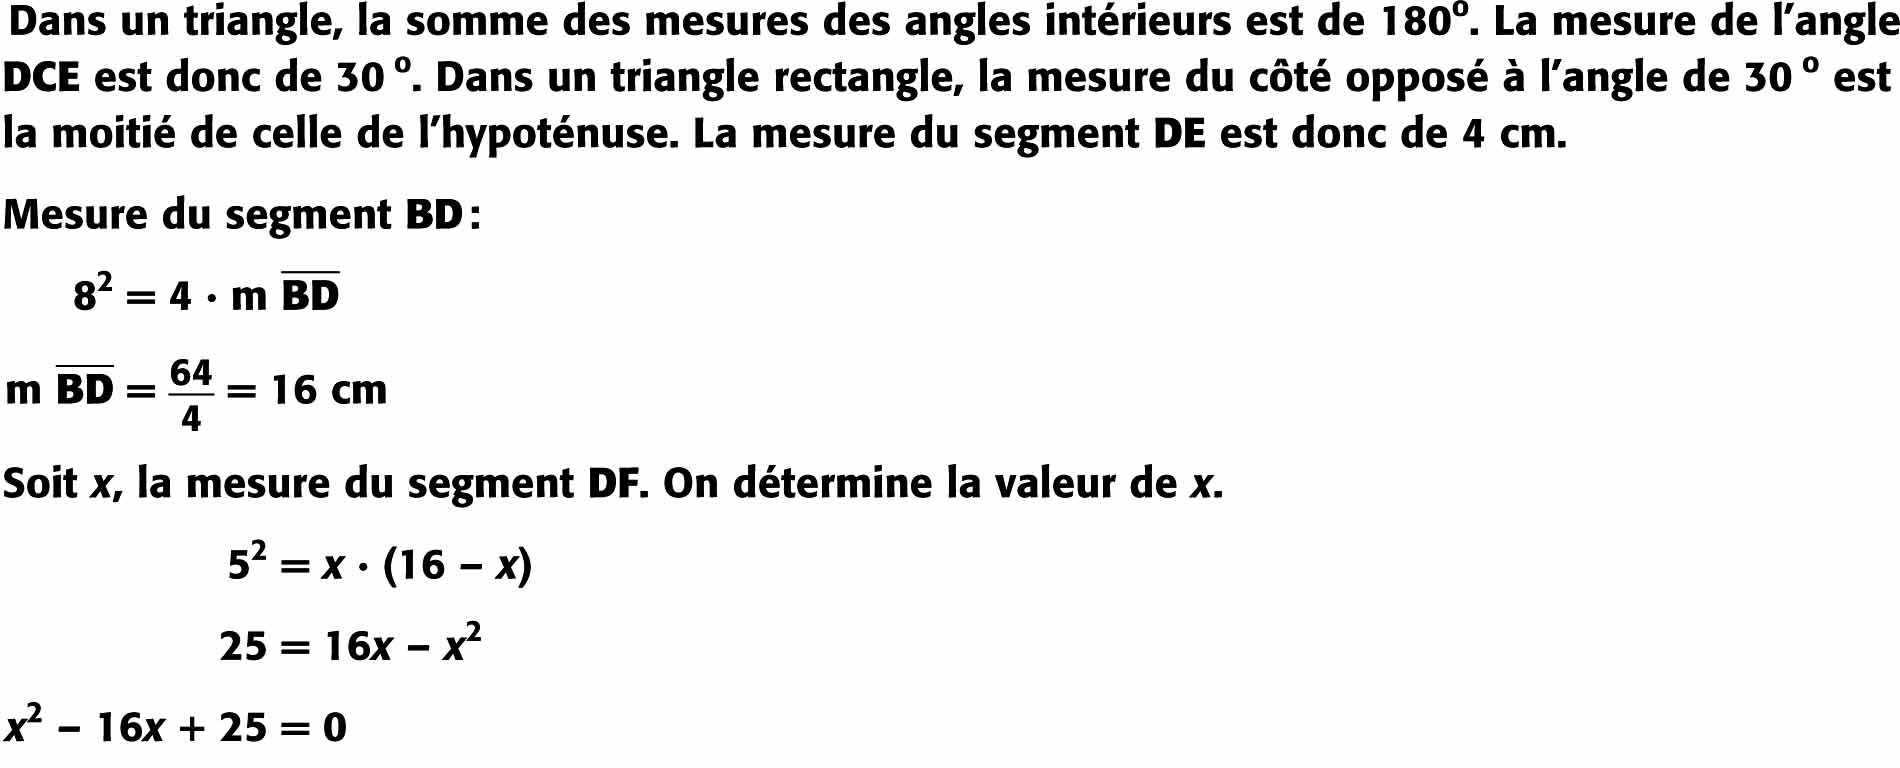 Dans un triangle, la somme des mesures des angles intérieurs est de 180º. La mesure de l’angle
DCE est donc de 30 º. Dans un triangle rectangle, la mesure du côté opposé à l’angle de 30 º est
la moitié de celle de l’hypoténuse. La mesure du segment DE est donc de 4 cm.
Mesure du segment BD :
8² = 4 · m B̅D̅
m B̅D̅ = 64/4 = 16 cm
Soit x, la mesure du segment DF. On détermine la valeur de x.
5² = x · (16 – x)
25 = 16x – x²
x² – 16x + 25 = 0